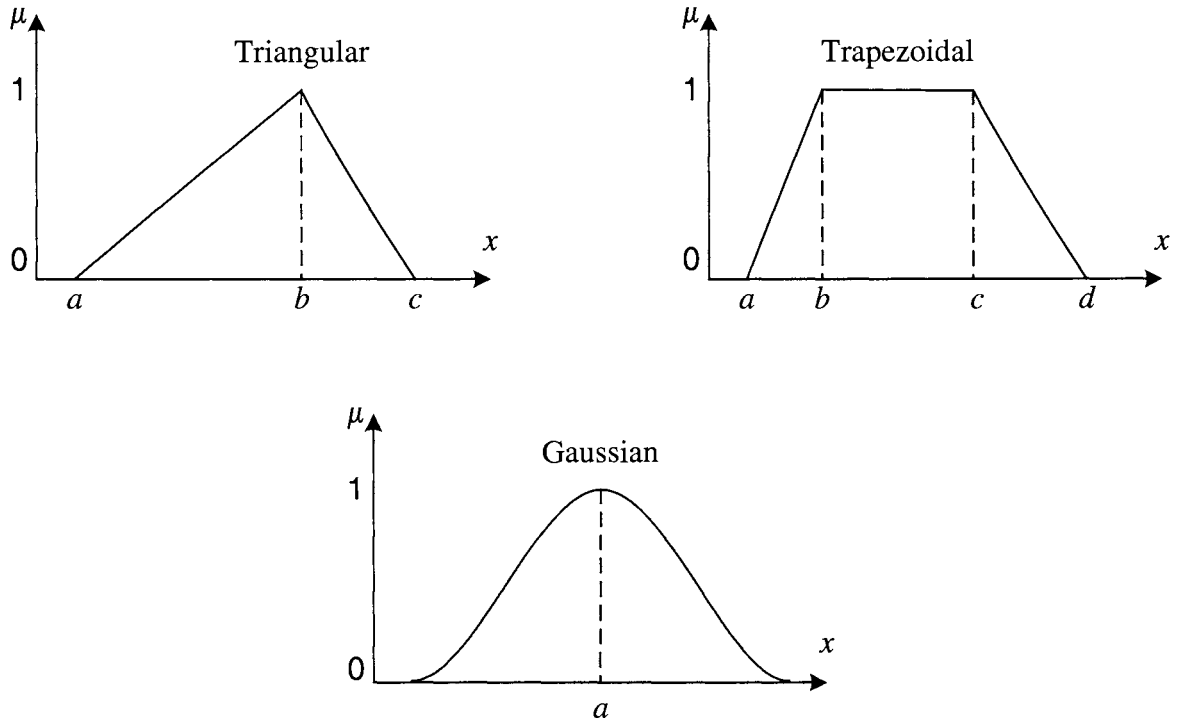 μ
Triangular
1
0
x
a b c
μ
Trapezoidal
1
0
x
a b c d
μ
Gaussian
1
0
x
a